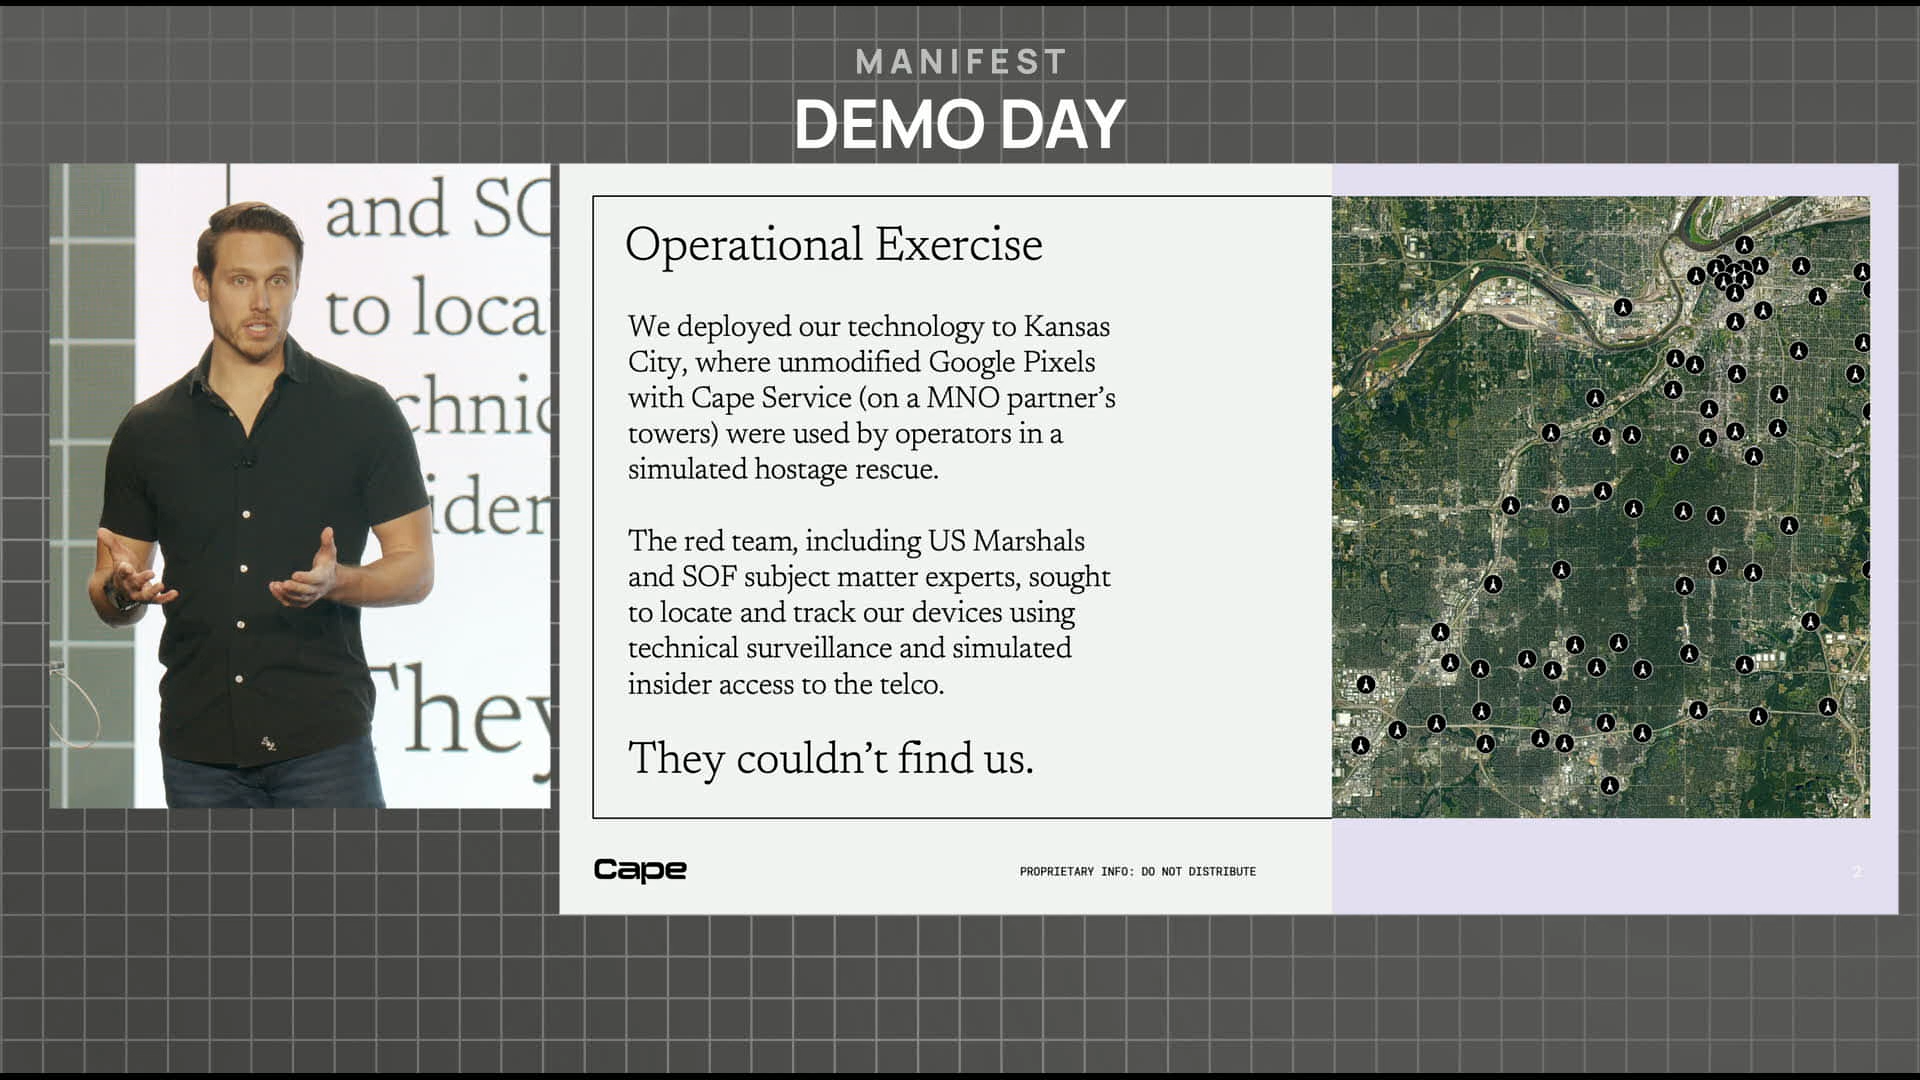 MANIFEST
DEMO DAY
and SO
to loca
chnic
ider
They
Operational Exercise
We deployed our technology to Kansas
City, where unmodified Google Pixels
with Cape Service (on a MNO partner’s
towers) were used by operators in a
simulated hostage rescue.
The red team, including US Marshals
and SOF subject matter experts, sought
to locate and track our devices using
technical surveillance and simulated
insider access to the telco.
They couldn’t find us.
Cape
PROPRIETARY INFO: DO NOT DISTRIBUTE
2